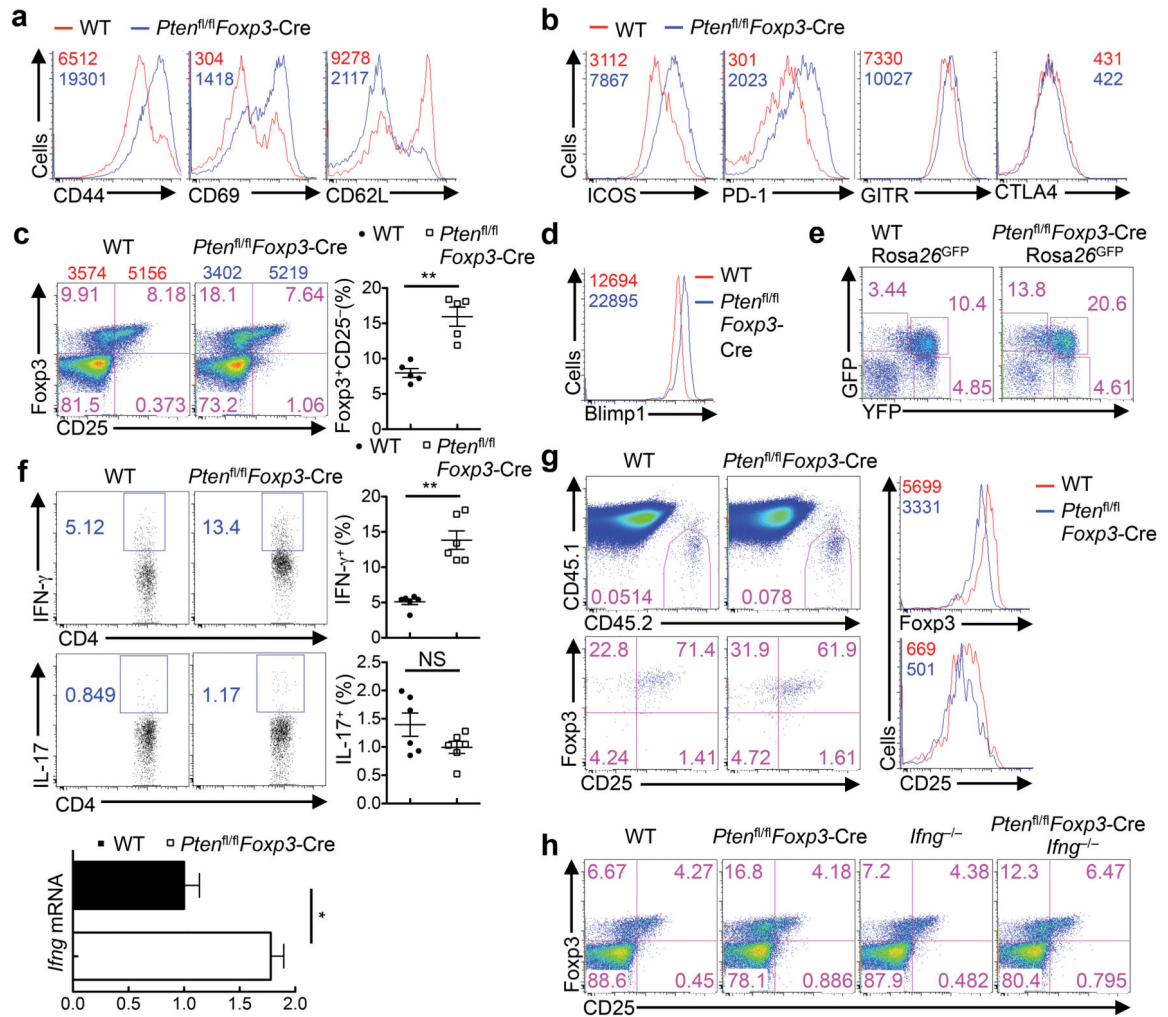 a
WT Pten^fl/fl Foxp3-Cre
6512
19301
304
1418
9278
2117
Cells
CD44 CD69 CD62L
b
WT Pten^fl/fl Foxp3-Cre
3112
7867
301
2023
7330
10027
431
422
Cells
ICOS PD-1 GITR CTLA4
c
WT Pten^fl/fl Foxp3-Cre
3574 5156 3402 5219
9.91 8.18 18.1 7.64
81.5 0.373 73.2 1.06
Foxp3
CD25
WT Pten^fl/fl
Foxp3-Cre
**
Foxp3+CD25−(%)
20
15
10
5
0
d
12694
22895
WT
Pten^fl/fl
Foxp3-
Cre
Cells
Blimp1
e
WT
Rosa26^GFP
Pten^fl/fl Foxp3-Cre
Rosa26^GFP
3.44 10.4 13.8 20.6
4.85 4.61
GFP
YFP
f
WT Pten^fl/fl Foxp3-Cre
5.12 13.4
IFN-γ
CD4
WT Pten^fl/fl
Foxp3-Cre
**
IFN-γ+ (%)
20
15
10
5
0
0.849 1.17
IL-17
CD4
NS
IL-17+ (%)
2.5
2.0
1.5
1.0
0.5
0.0
WT Pten^fl/fl Foxp3-Cre
Ifng mRNA
*
0.0 0.5 1.0 1.5 2.0
g
WT Pten^fl/fl Foxp3-Cre
CD45.1
0.0514 0.078
CD45.2
22.8 71.4 31.9 61.9
4.24 1.41 4.72 1.61
Foxp3
CD25
5699
3331
WT
Pten^fl/fl
Foxp3-Cre
Foxp3
669
501
Cells
CD25
h
WT Pten^fl/fl Foxp3-Cre Ifng^−/− Pten^fl/fl Foxp3-Cre
Ifng^−/−
6.67 4.27 16.8 4.18 7.2 4.38 12.3 6.47
88.6 0.45 78.1 0.886 87.9 0.482 80.4 0.795
Foxp3
CD25